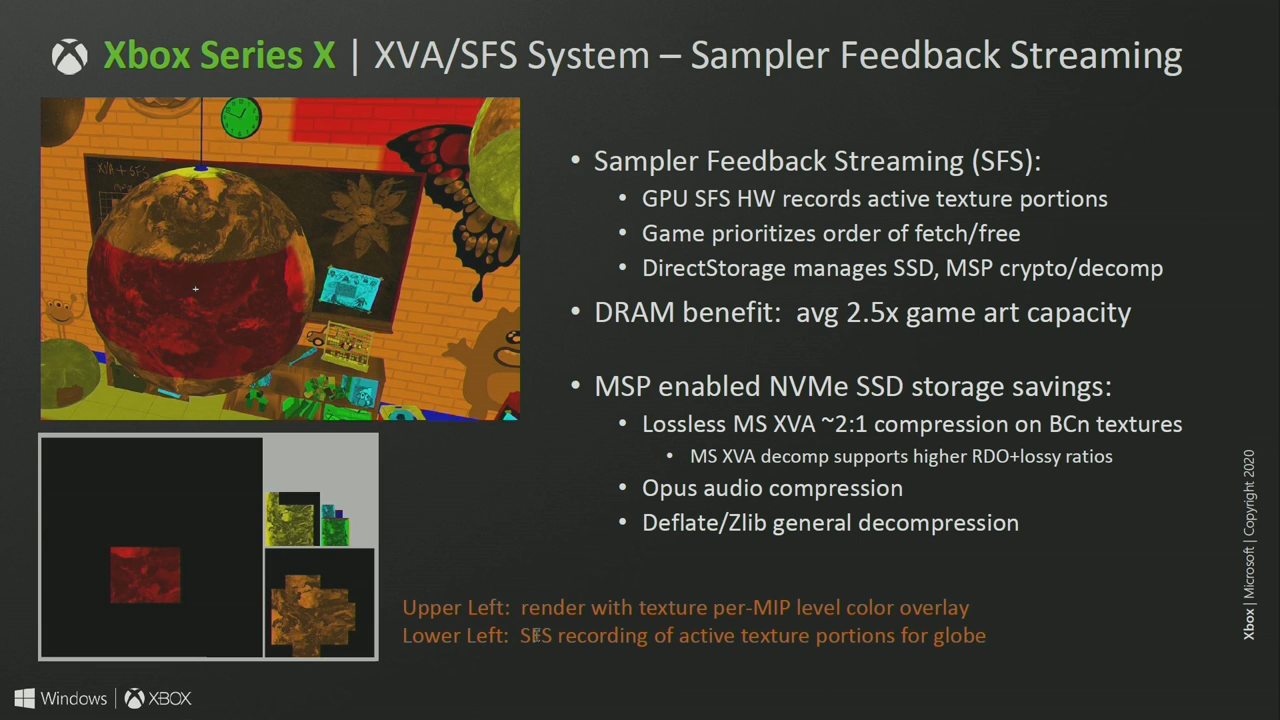 Xbox Series X | XVA/SFS System – Sampler Feedback Streaming
XVA + SFS
• Sampler Feedback Streaming (SFS):
• GPU SFS HW records active texture portions
• Game prioritizes order of fetch/free
• DirectStorage manages SSD, MSP crypto/decomp
• DRAM benefit: avg 2.5x game art capacity
• MSP enabled NVMe SSD storage savings:
• Lossless MS XVA ~2:1 compression on BCn textures
• MS XVA decomp supports higher RDO+lossy ratios
• Opus audio compression
• Deflate/Zlib general decompression
Upper Left: render with texture per-MIP level color overlay
Lower Left: SFS recording of active texture portions for globe
Xbox | Microsoft | Copyright 2020
Windows | XBOX